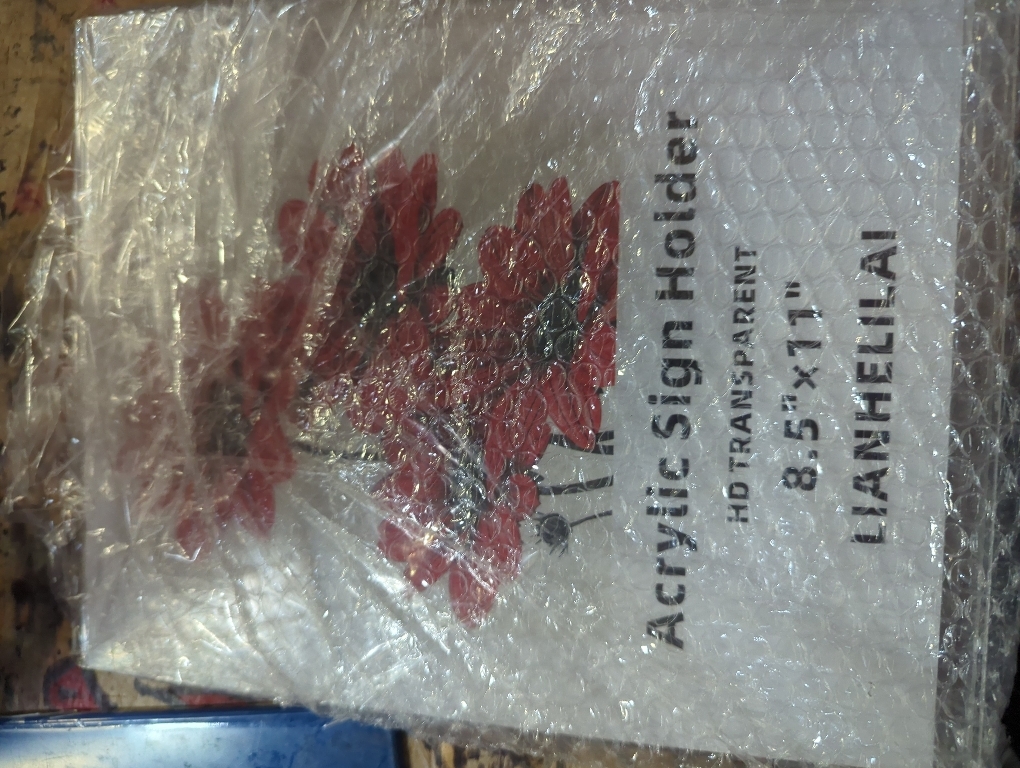 Acrylic Sign Holder
HD TRANSPARENT
8.5"x11"
LIANHELILAI